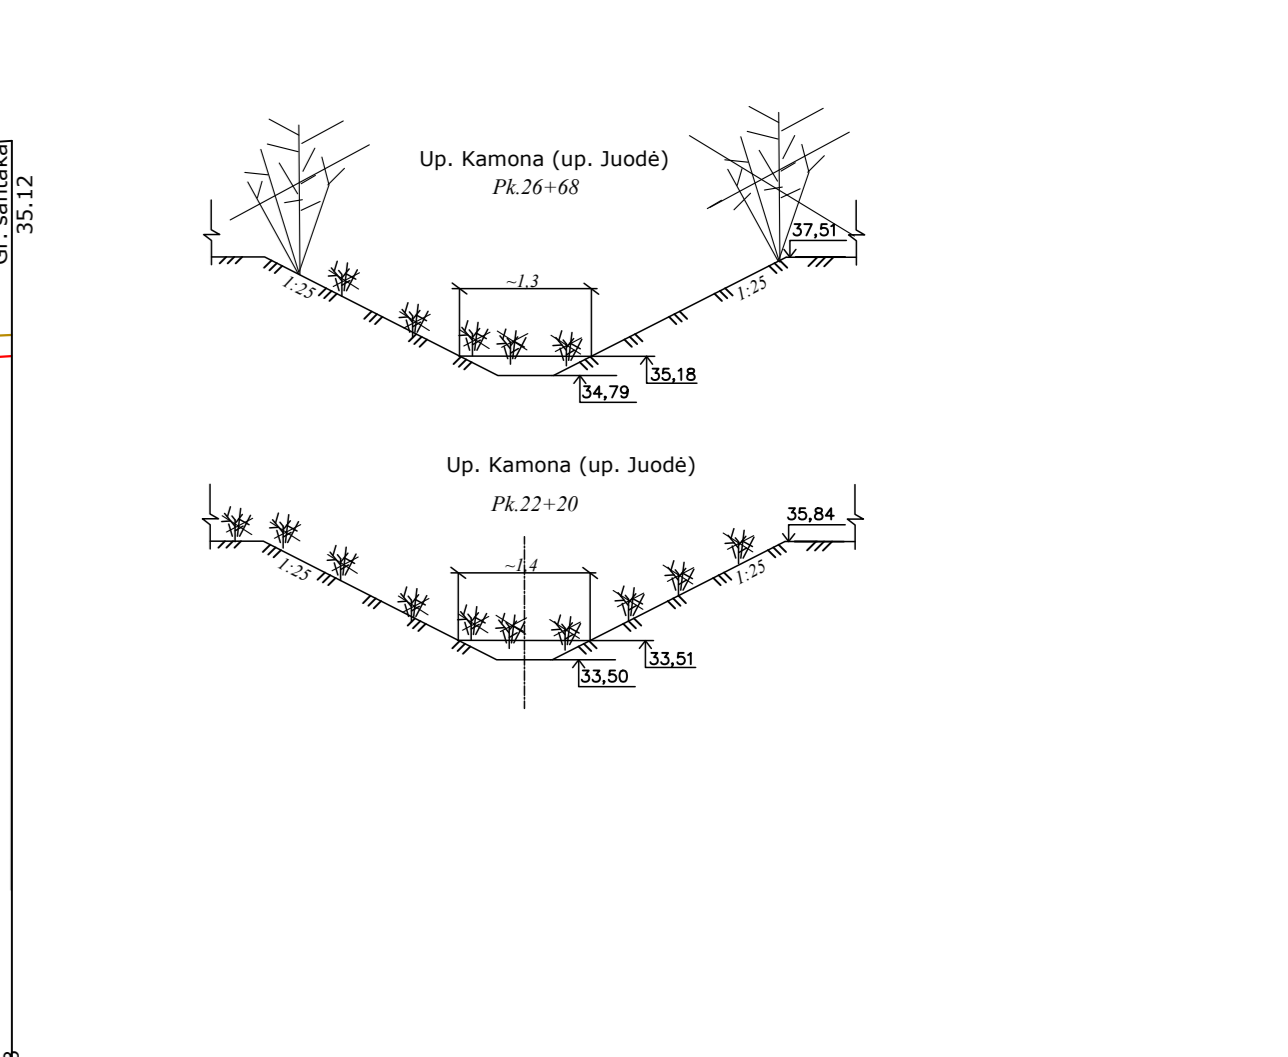 Gr. santaka
35.12
Up. Kamona (up. Juodė)
Pk.26+68
37,51
1:25
~1,3
1:25
35,18
34,79
Up. Kamona (up. Juodė)
Pk.22+20
35,84
1:25
~1,4
1:25
33,51
33,50